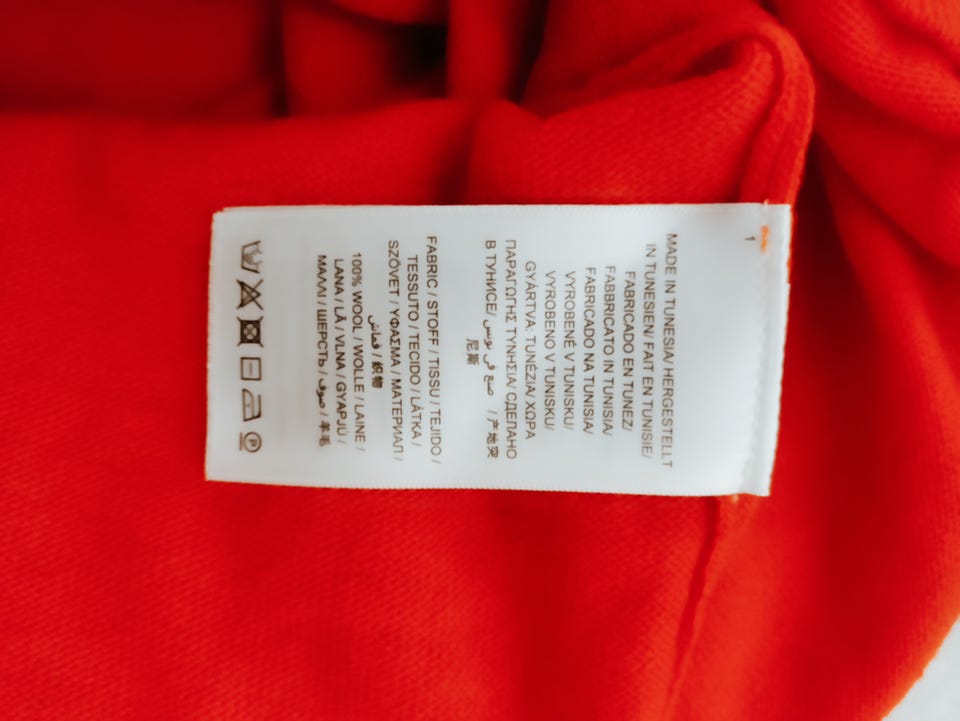 1
MADE IN TUNESIA/ HERGESTELLT
IN TUNESIEN/ FAIT EN TUNISIE/
FABRICADO EN TUNEZ/
FABBRICATO IN TUNISIA/
FABRICADO NA TUNISIA/
VYROBENÉ V TUNISKU/
VYROBENO V TUNISKU/
GYÁRTVA: TUNÉZIA/ ΧΩΡΑ
ΠΑΡΑΓΩΓΗΣ ΤΥΝΗΣΙΑ/ СДЕЛАНО
В ТУНИСЕ/ صنع في تونس / 产地突
尼斯
FABRIC / STOFF / TISSU / TEJIDO /
TESSUTO / TECIDO / LÁTKA /
SZÖVET / ΥΦΑΣΜΑ / МАТЕРИАЛ /
قماش / 织物
100% WOOL / WOLLE / LAINE /
LANA / LÃ / VLNA / GYAPJÚ /
ΜΑΛΛΙ / ШЕРСТЬ / صوف / 羊毛
P